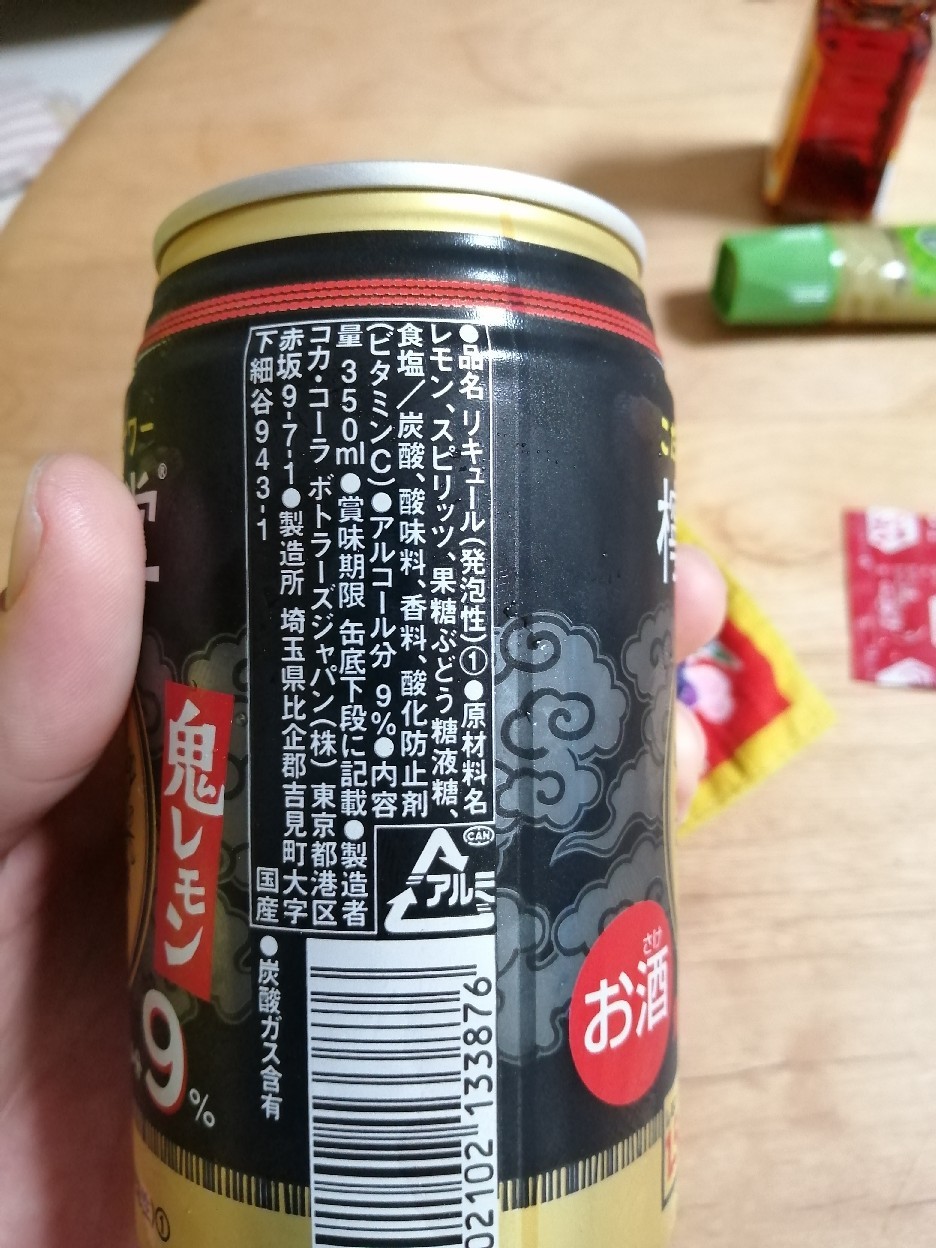 ●品名 リキュール(発泡性)①●原材料名
レモン、スピリッツ、果糖ぶどう糖液糖、
食塩/炭酸、酸味料、香料、酸化防止剤
(ビタミンC)●アルコール分 9%●内容
量 350ml●賞味期限 缶底下段に記載●製造者
コカ・コーラ ボトラーズジャパン(株) 東京都港区
赤坂9-7-1●製造所 埼玉県比企郡吉見町大字
下細谷943-1
国産
●炭酸ガス含有
CAN
アルミ
02102133876
さけ
お酒
鬼レモン
9%
①